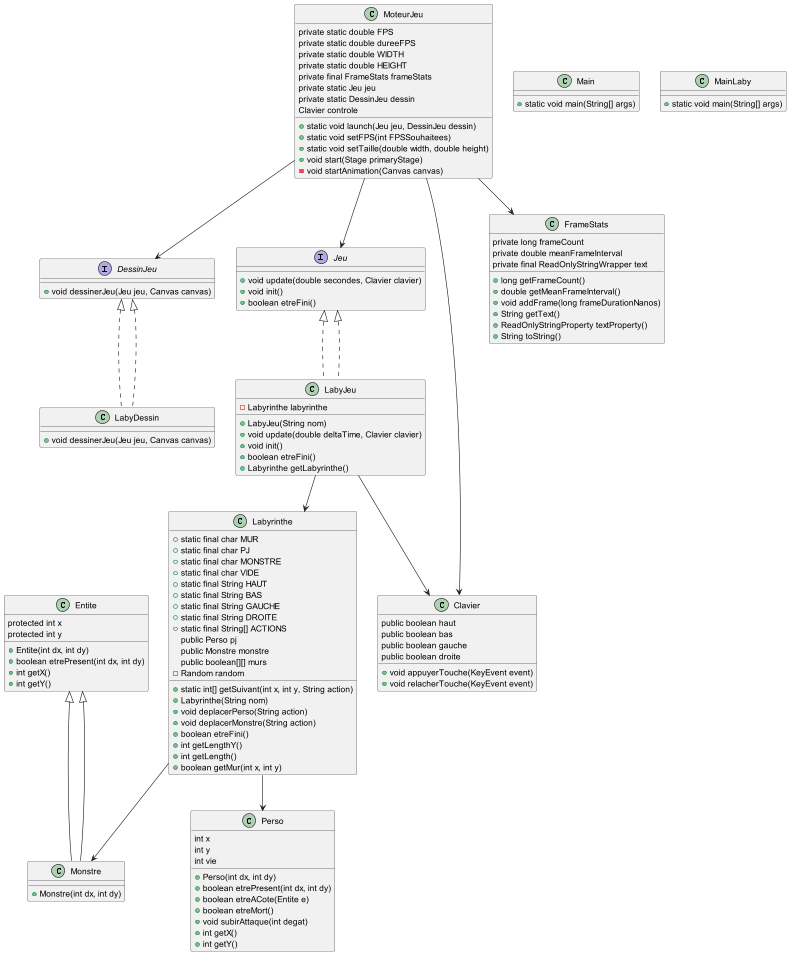 C MoteurJeu
private static double FPS
private static double dureeFPS
private static double WIDTH
private static double HEIGHT
private final FrameStats frameStats
private static Jeu jeu
private static DessinJeu dessin
Clavier controle
static void launch(Jeu jeu, DessinJeu dessin)
static void setFPS(int FPSSouhaitees)
static void setTaille(double width, double height)
void start(Stage primaryStage)
void startAnimation(Canvas canvas)
C Main
static void main(String[] args)
C MainLaby
static void main(String[] args)
I DessinJeu
void dessinerJeu(Jeu jeu, Canvas canvas)
I Jeu
void update(double secondes, Clavier clavier)
void init()
boolean etreFini()
C FrameStats
private long frameCount
private double meanFrameInterval
private final ReadOnlyStringWrapper text
long getFrameCount()
double getMeanFrameInterval()
void addFrame(long frameDurationNanos)
String getText()
ReadOnlyStringProperty textProperty()
String toString()
C LabyDessin
void dessinerJeu(Jeu jeu, Canvas canvas)
C LabyJeu
Labyrinthe labyrinthe
LabyJeu(String nom)
void update(double deltaTime, Clavier clavier)
void init()
boolean etreFini()
Labyrinthe getLabyrinthe()
C Labyrinthe
static final char MUR
static final char PJ
static final char MONSTRE
static final char VIDE
static final String HAUT
static final String BAS
static final String GAUCHE
static final String DROITE
static final String[] ACTIONS
public Perso pj
public Monstre monstre
public boolean[][] murs
Random random
static int[] getSuivant(int x, int y, String action)
Labyrinthe(String nom)
void deplacerPerso(String action)
void deplacerMonstre(String action)
boolean etreFini()
int getLengthY()
int getLength()
boolean getMur(int x, int y)
C Entite
protected int x
protected int y
Entite(int dx, int dy)
boolean etrePresent(int dx, int dy)
int getX()
int getY()
C Clavier
public boolean haut
public boolean bas
public boolean gauche
public boolean droite
void appuyerTouche(KeyEvent event)
void relacherTouche(KeyEvent event)
C Monstre
Monstre(int dx, int dy)
C Perso
int x
int y
int vie
Perso(int dx, int dy)
boolean etrePresent(int dx, int dy)
boolean etreACote(Entite e)
boolean etreMort()
void subirAttaque(int degat)
int getX()
int getY()